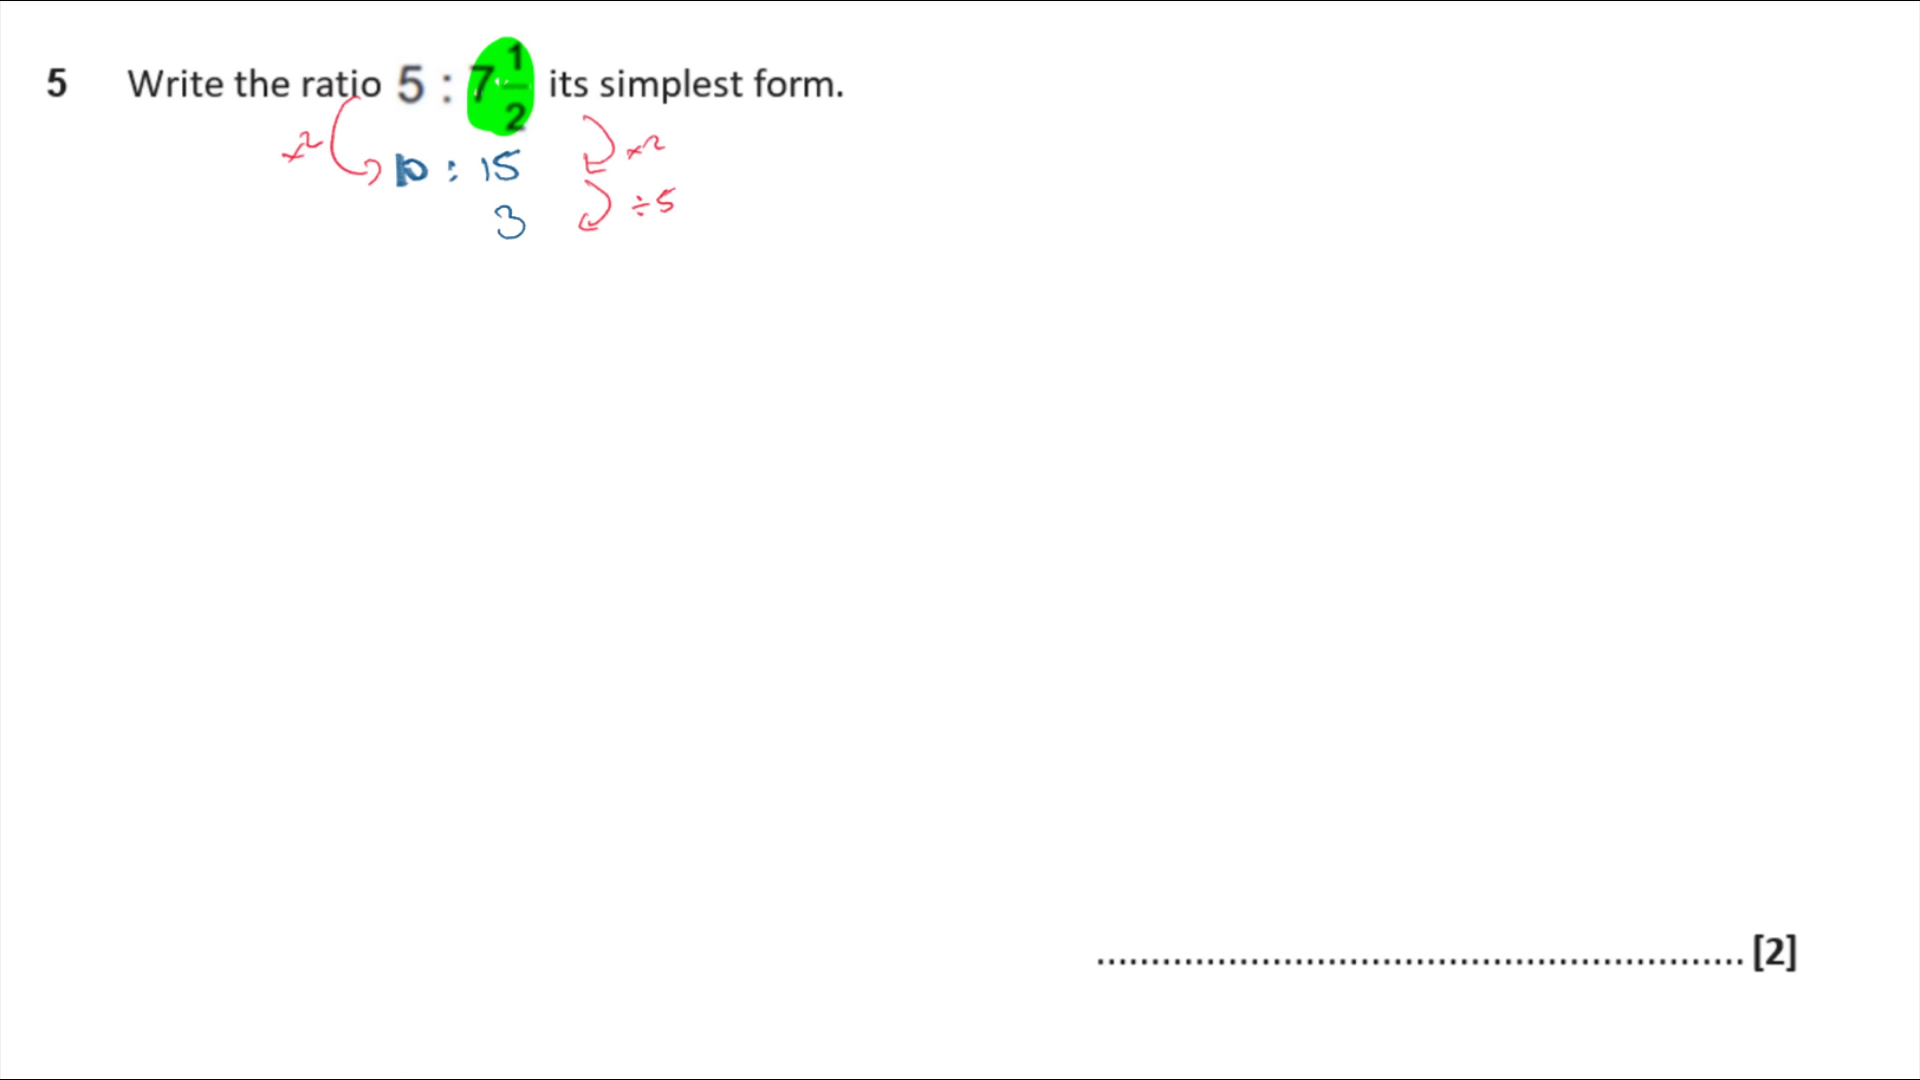 5 Write the ratio 5 : 7 1/2 its simplest form.
×2 10 : 15 ×2
3 ÷5
........................................................... [2]